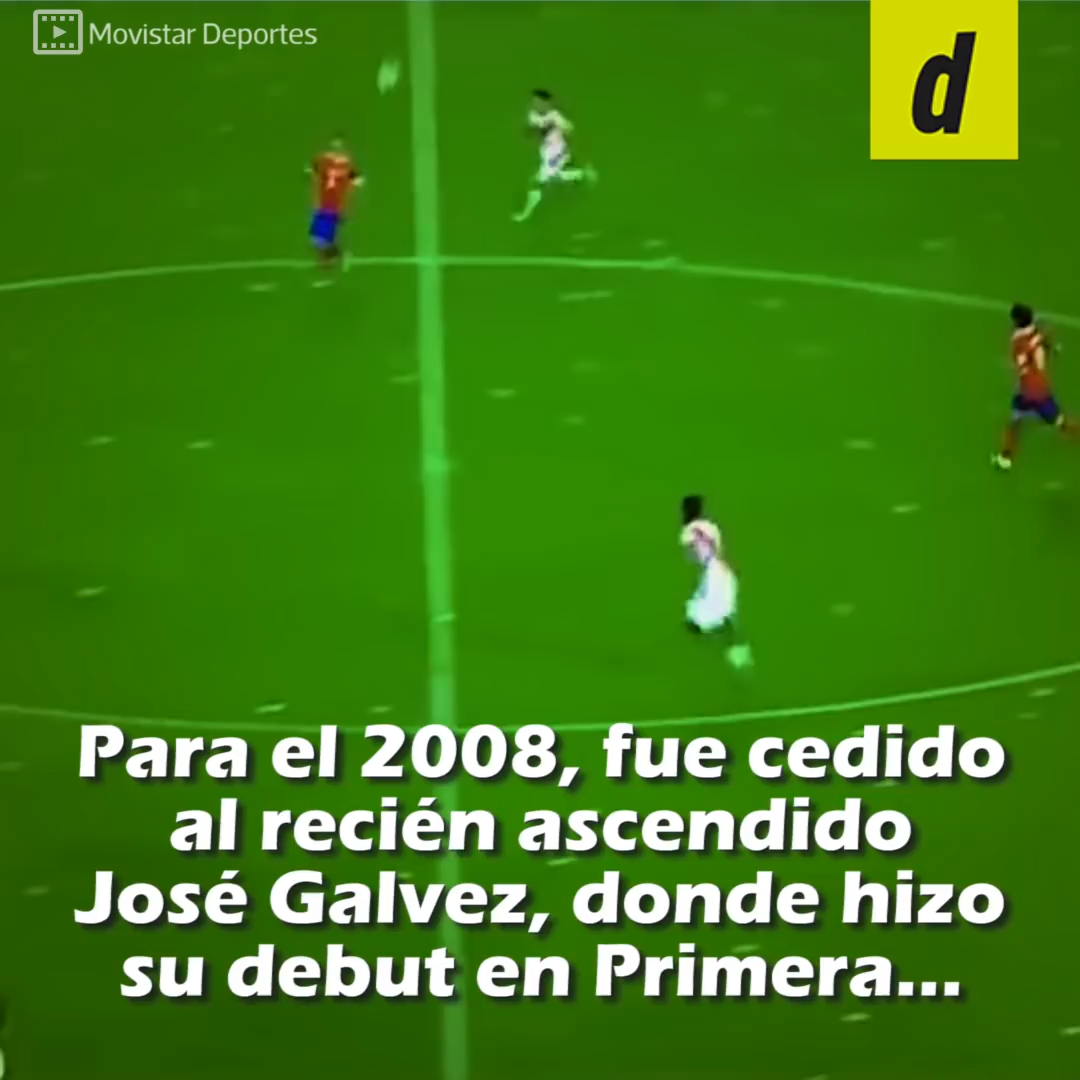 Movistar Deportes
d
Para el 2008, fue cedido
al recién ascendido
José Galvez, donde hizo
su debut en Primera...